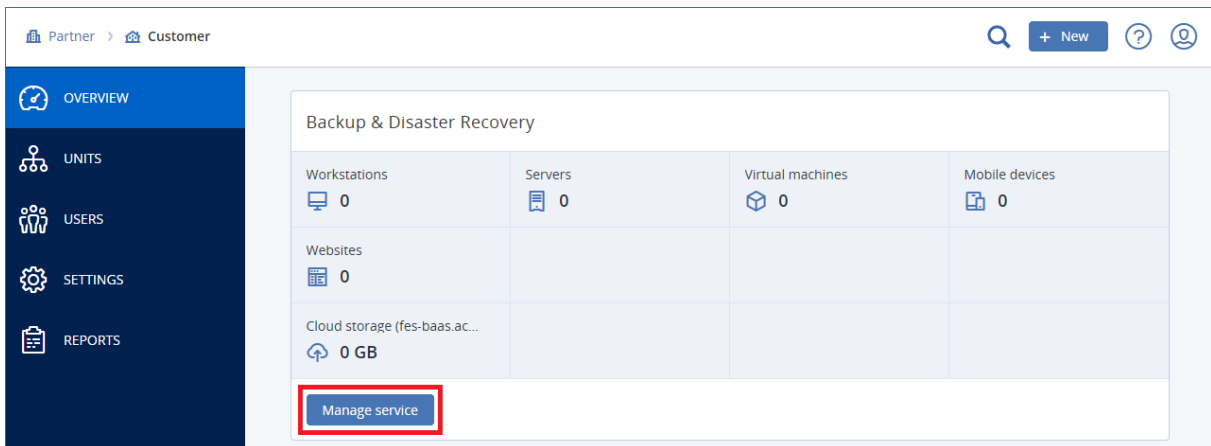 Partner > Customer
+ New
OVERVIEW
UNITS
USERS
SETTINGS
REPORTS
Backup & Disaster Recovery
Workstations Servers Virtual machines Mobile devices
0 0 0 0
Websites
0
Cloud storage (fes-baas.ac...
0 GB
Manage service